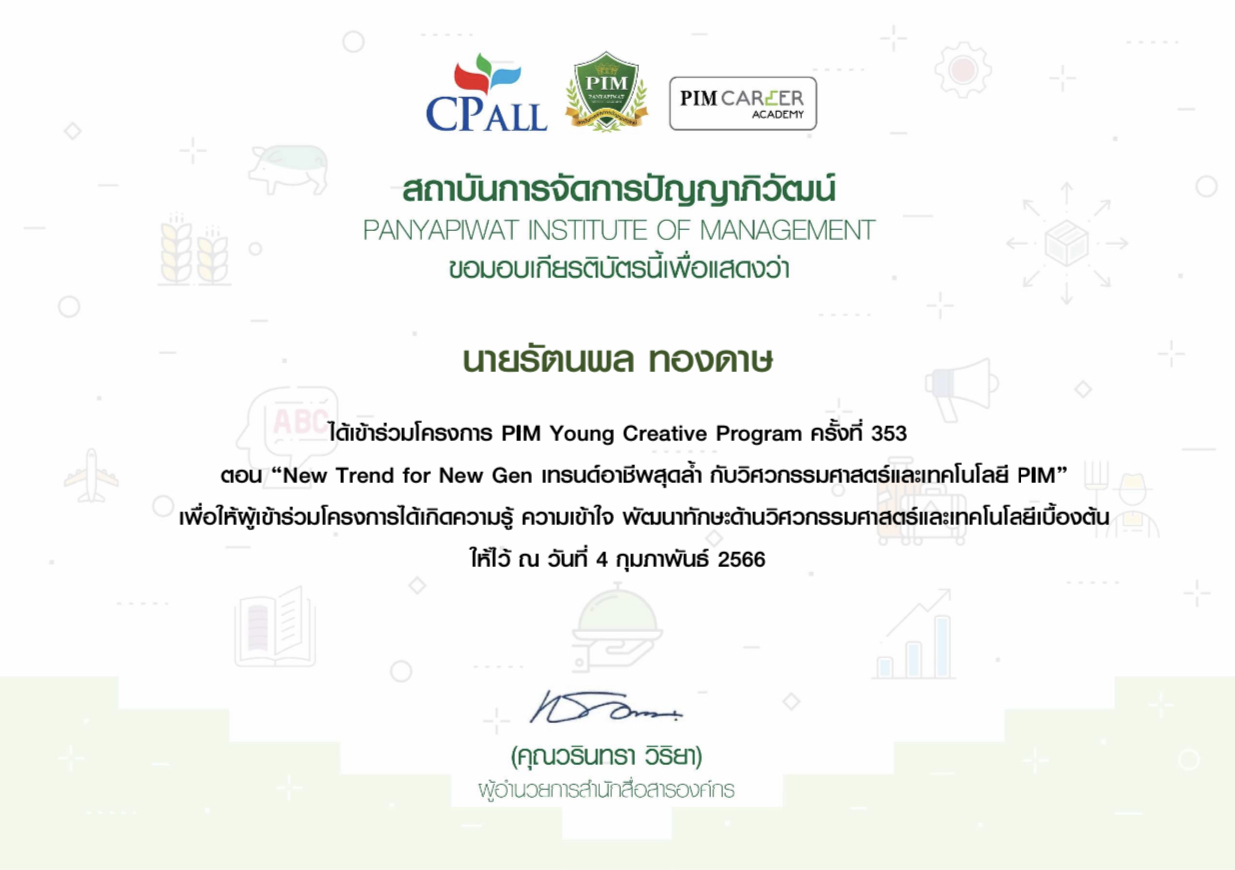 CPALL
PIM
PANYAPIWAT
PIM CAREER
ACADEMY
สถาบันการจัดการปัญญาภิวัฒน์
PANYAPIWAT INSTITUTE OF MANAGEMENT
ขอมอบเกียรติบัตรนี้เพื่อแสดงว่า
นายรัตนพล ทองดาษ
ABC
ได้เข้าร่วมโครงการ PIM Young Creative Program ครั้งที่ 353
ตอน “New Trend for New Gen เทรนด์อาชีพสุดล้ำ กับวิศวกรรมศาสตร์และเทคโนโลยี PIM”
เพื่อให้ผู้เข้าร่วมโครงการได้เกิดความรู้ ความเข้าใจ พัฒนาทักษะด้านวิศวกรรมศาสตร์และเทคโนโลยีเบื้องต้น
ให้ไว้ ณ วันที่ 4 กุมภาพันธ์ 2566
(คุณวรินทรา วิริยา)
ผู้อำนวยการสำนักสื่อสารองค์กร